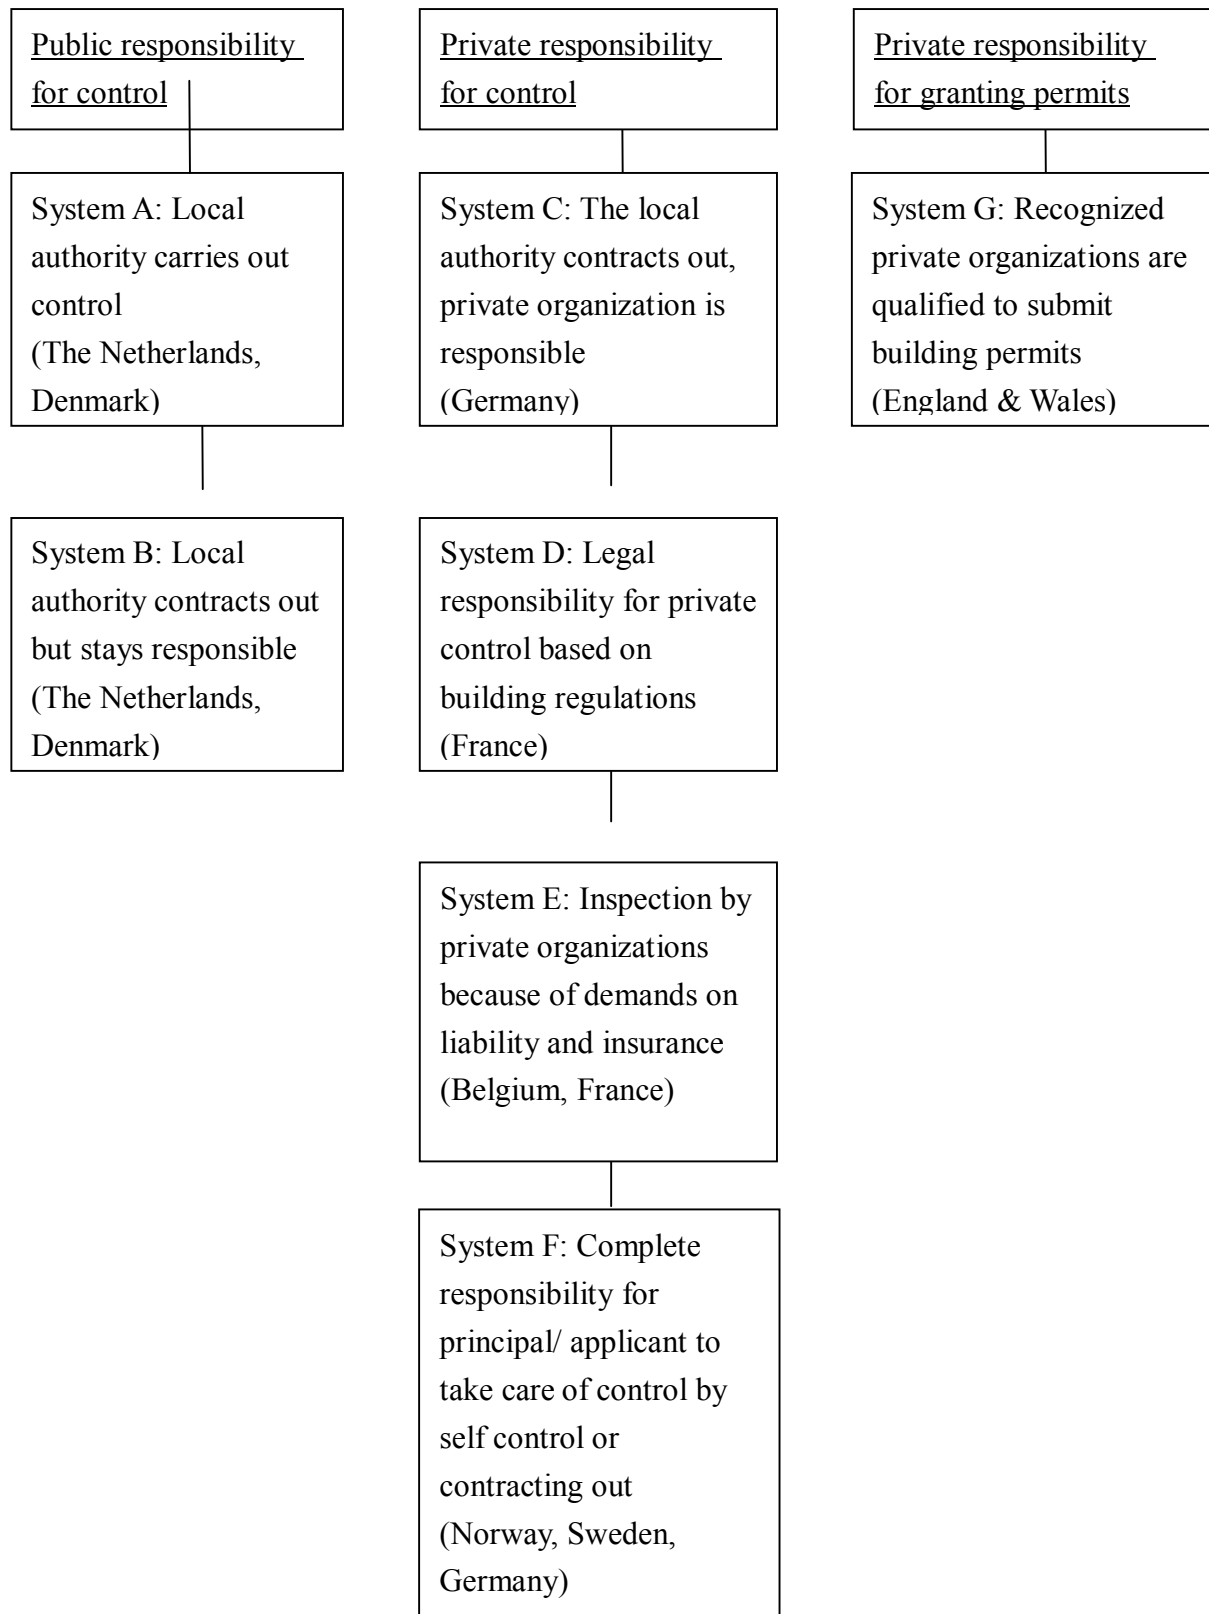 Public responsibility
for control
Private responsibility
for control
Private responsibility
for granting permits
System A: Local
authority carries out
control
(The Netherlands,
Denmark)
System C: The local
authority contracts out,
private organization is
responsible
(Germany)
System G: Recognized
private organizations are
qualified to submit
building permits
(England & Wales)
System B: Local
authority contracts out
but stays responsible
(The Netherlands,
Denmark)
System D: Legal
responsibility for private
control based on
building regulations
(France)
System E: Inspection by
private organizations
because of demands on
liability and insurance
(Belgium, France)
System F: Complete
responsibility for
principal/ applicant to
take care of control by
self control or
contracting out
(Norway, Sweden,
Germany)